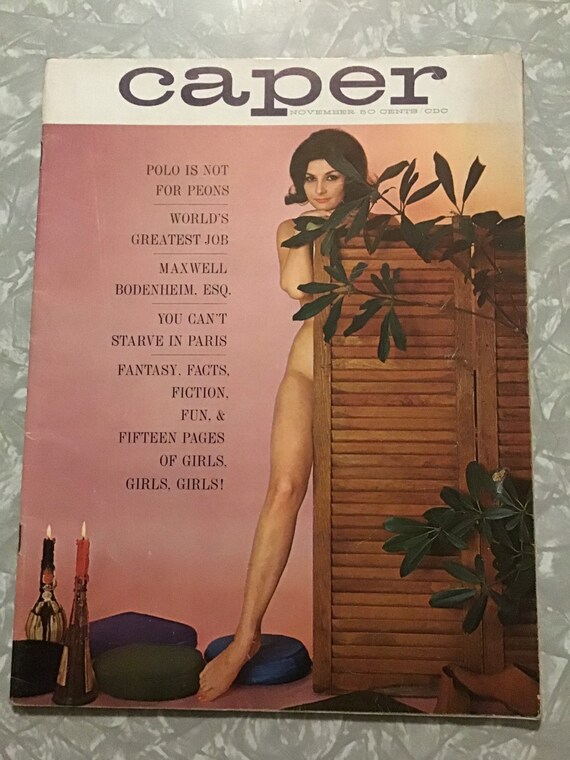 caper
NOVEMBER 50 CENTS / CDC
POLO IS NOT
FOR PEONS
WORLD'S
GREATEST JOB
MAXWELL
BODENHEIM, ESQ.
YOU CAN'T
STARVE IN PARIS
FANTASY, FACTS,
FICTION,
FUN, &
FIFTEEN PAGES
OF GIRLS,
GIRLS, GIRLS!